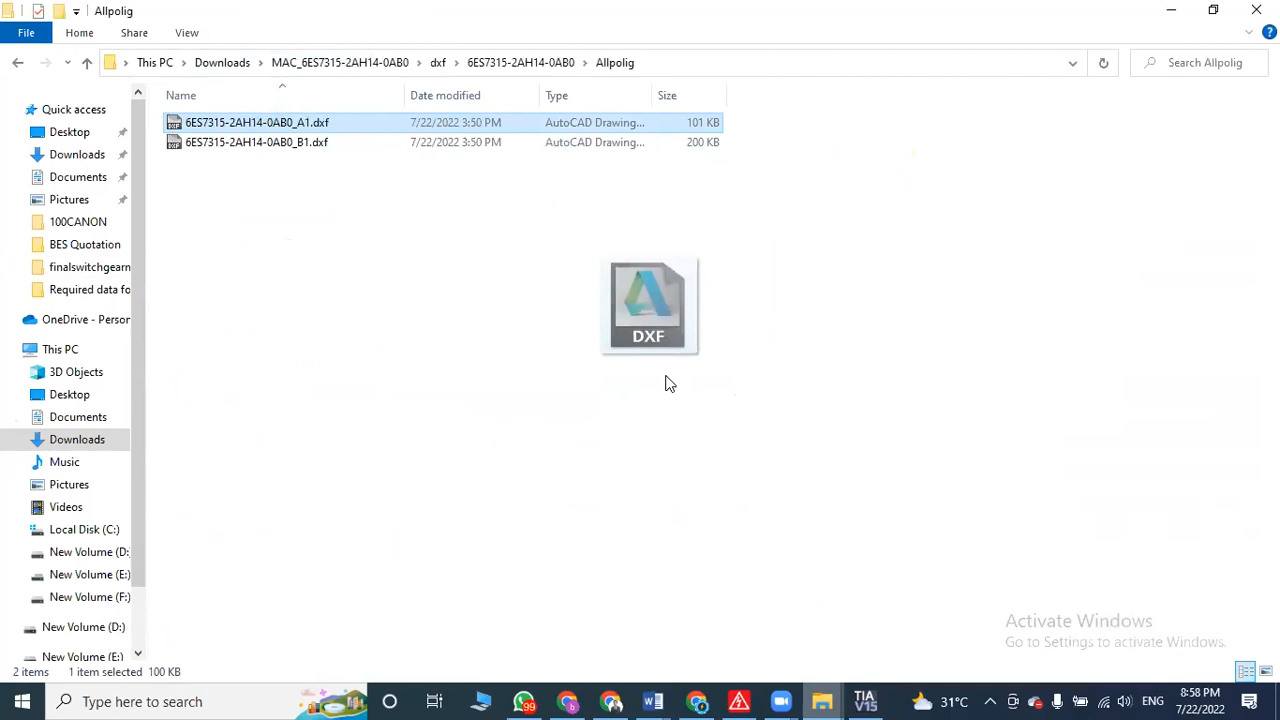 Allpolig
File Home Share View
This PC Downloads MAC_6ES7315-2AH14-0AB0 dxf 6ES7315-2AH14-0AB0 Allpolig Search Allpolig
Name Date modified Type Size
6ES7315-2AH14-0AB0_A1.dxf 7/22/2022 3:50 PM AutoCAD Drawing... 101 KB
6ES7315-2AH14-0AB0_B1.dxf 7/22/2022 3:50 PM AutoCAD Drawing... 200 KB
Quick access
Desktop
Downloads
Documents
Pictures
100CANON
BES Quotation
finalswitchgearn
Required data fo
OneDrive - Person
This PC
3D Objects
Desktop
Documents
Downloads
Music
Pictures
Videos
Local Disk (C:)
New Volume (D:
New Volume (E:)
New Volume (F:)
New Volume (D:)
New Volume (E:)
DXF
Activate Windows
Go to Settings to activate Windows.
2 items 1 item selected 100 KB
Type here to search
99
TIA
V15
31°C
ENG
8:58 PM
7/22/2022